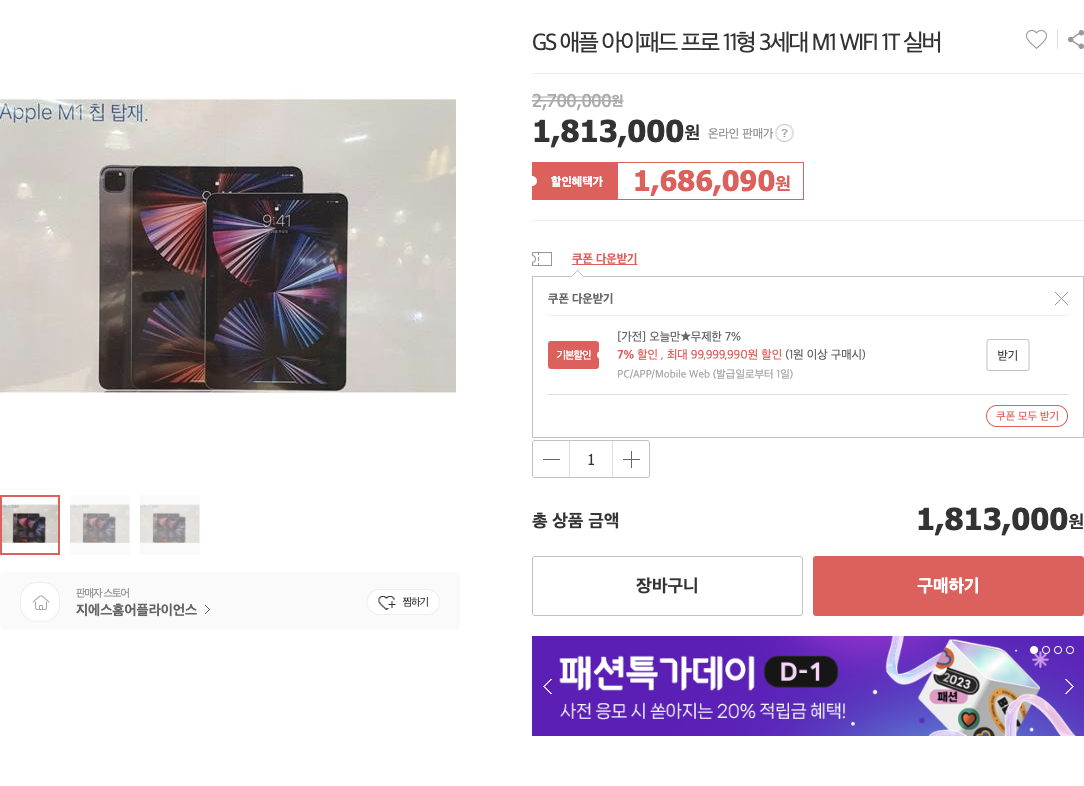 GS 애플 아이패드 프로 11형 3세대 M1 WIFI 1T 실버
2,700,000원
1,813,000원 온라인 판매가 ?
할인혜택가 1,686,090원
Apple M1 칩 탑재.
9:41
쿠폰 다운받기
쿠폰 다운받기
[가전] 오늘만★무제한 7%
기본할인
7% 할인 , 최대 99,999,990원 할인 (1원 이상 구매시)
받기
PC/APP/Mobile Web (발급일로부터 1일)
쿠폰 모두 받기
1
총 상품 금액 1,813,000원
장바구니 구매하기
판매자 스토어
지에스홈어플라이언스
찜하기
패션특가데이 D-1
사전 응모 시 쏟아지는 20% 적립금 혜택!
2023
패션